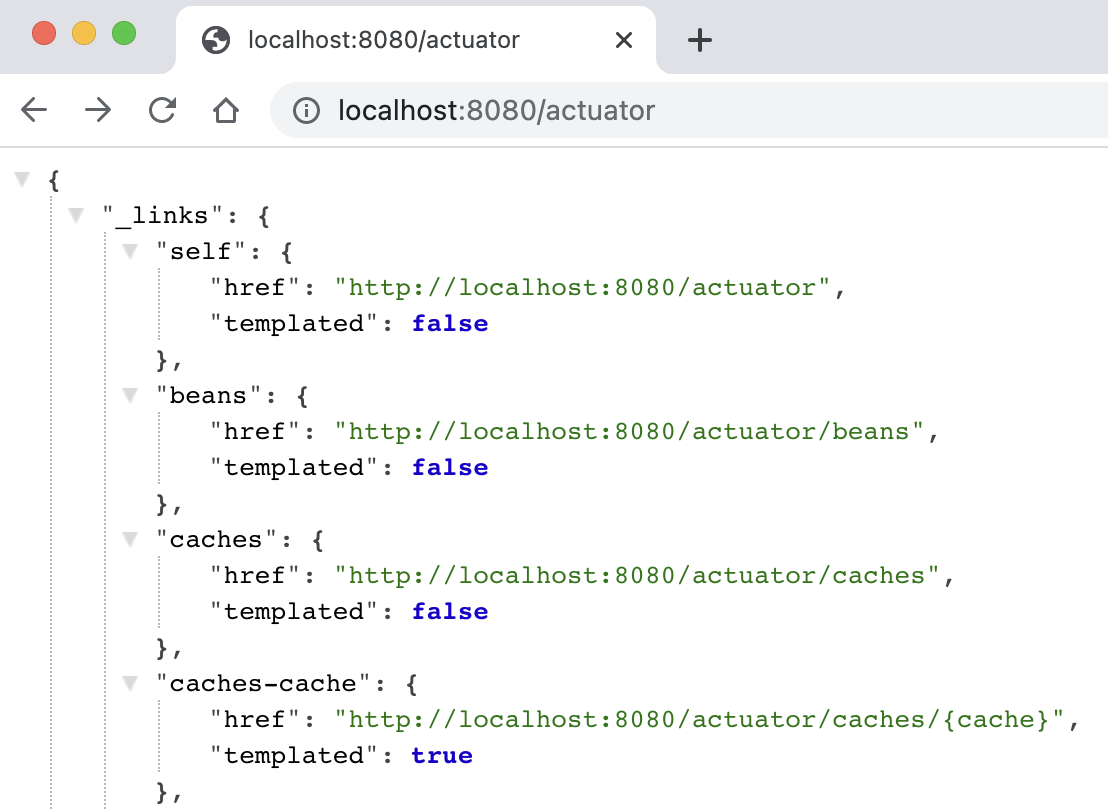 localhost:8080/actuator
localhost:8080/actuator
{
"_links": {
"self": {
"href": "http://localhost:8080/actuator",
"templated": false
},
"beans": {
"href": "http://localhost:8080/actuator/beans",
"templated": false
},
"caches": {
"href": "http://localhost:8080/actuator/caches",
"templated": false
},
"caches-cache": {
"href": "http://localhost:8080/actuator/caches/{cache}",
"templated": true
},